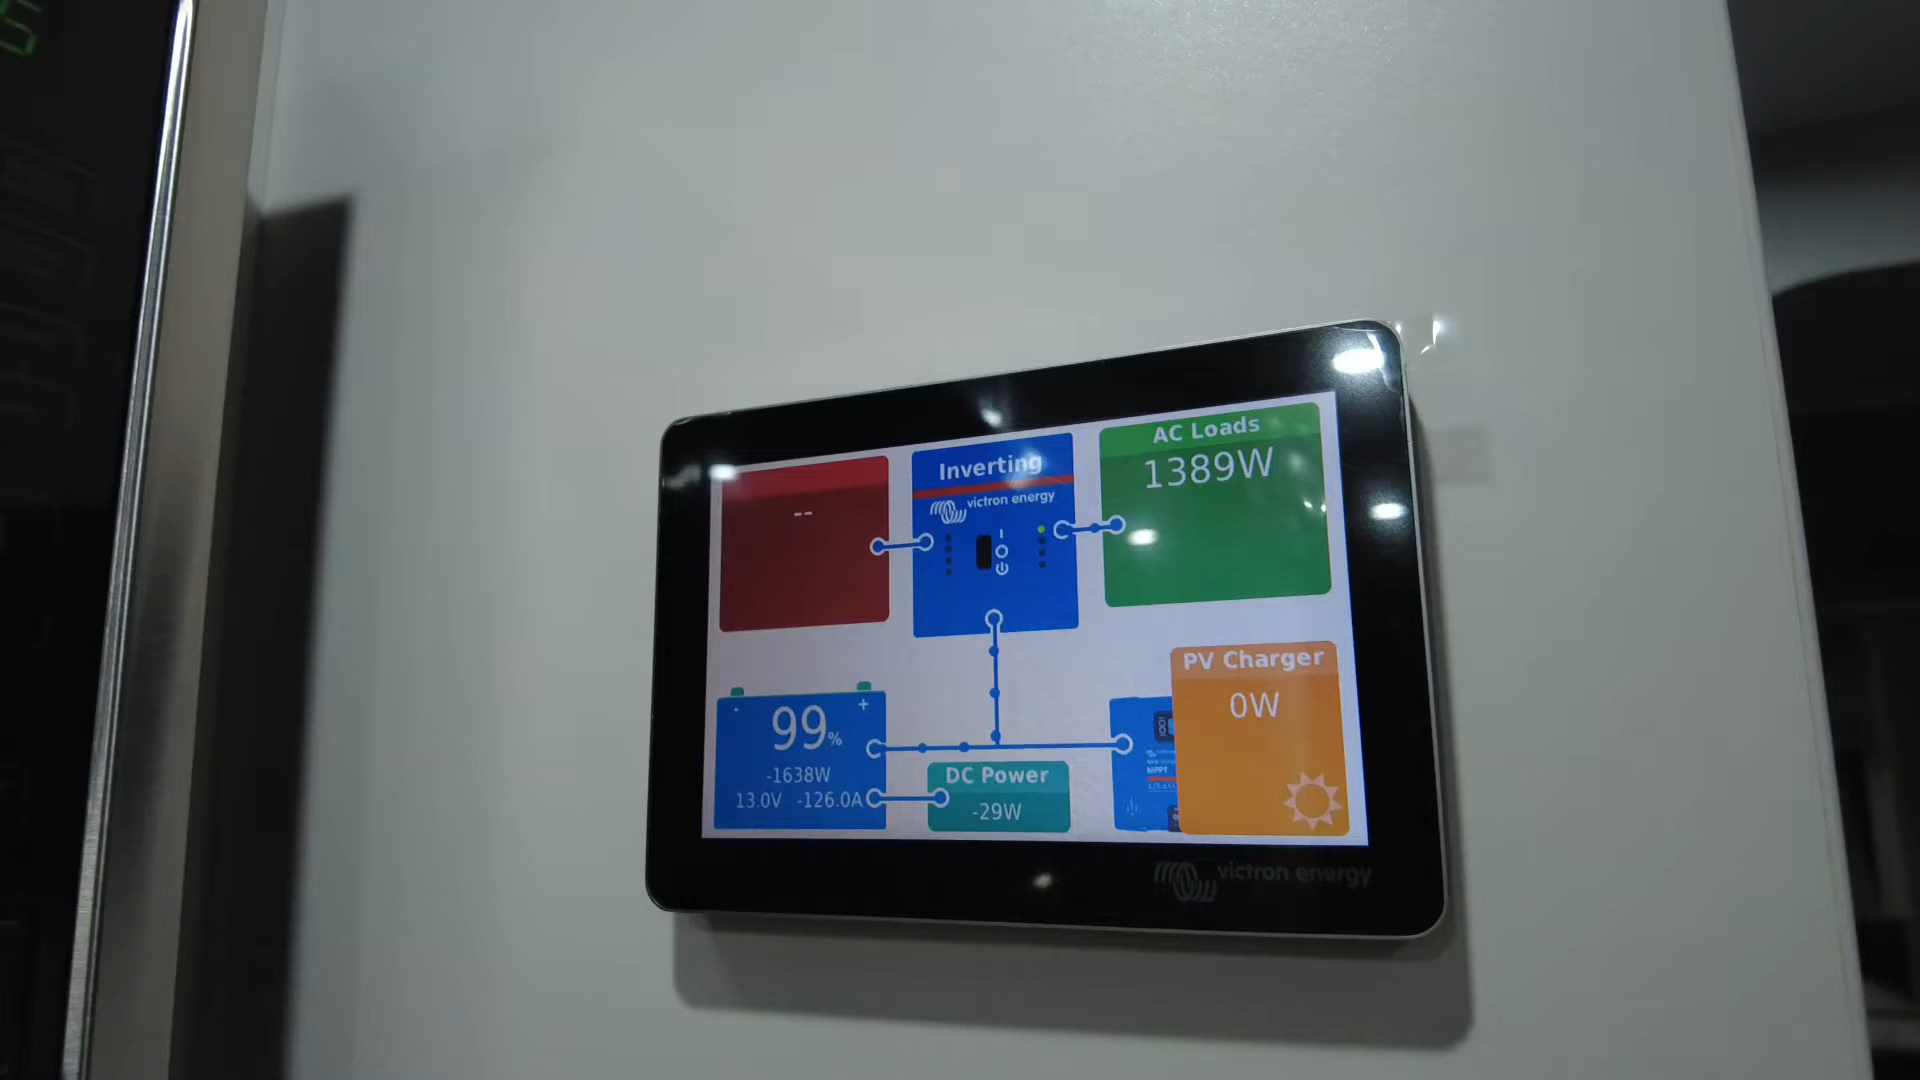 --
Inverting
victron energy
AC Loads
1389W
99%
-1638W
13.0V -126.0A
DC Power
-29W
MPPT
PV Charger
0W
victron energy